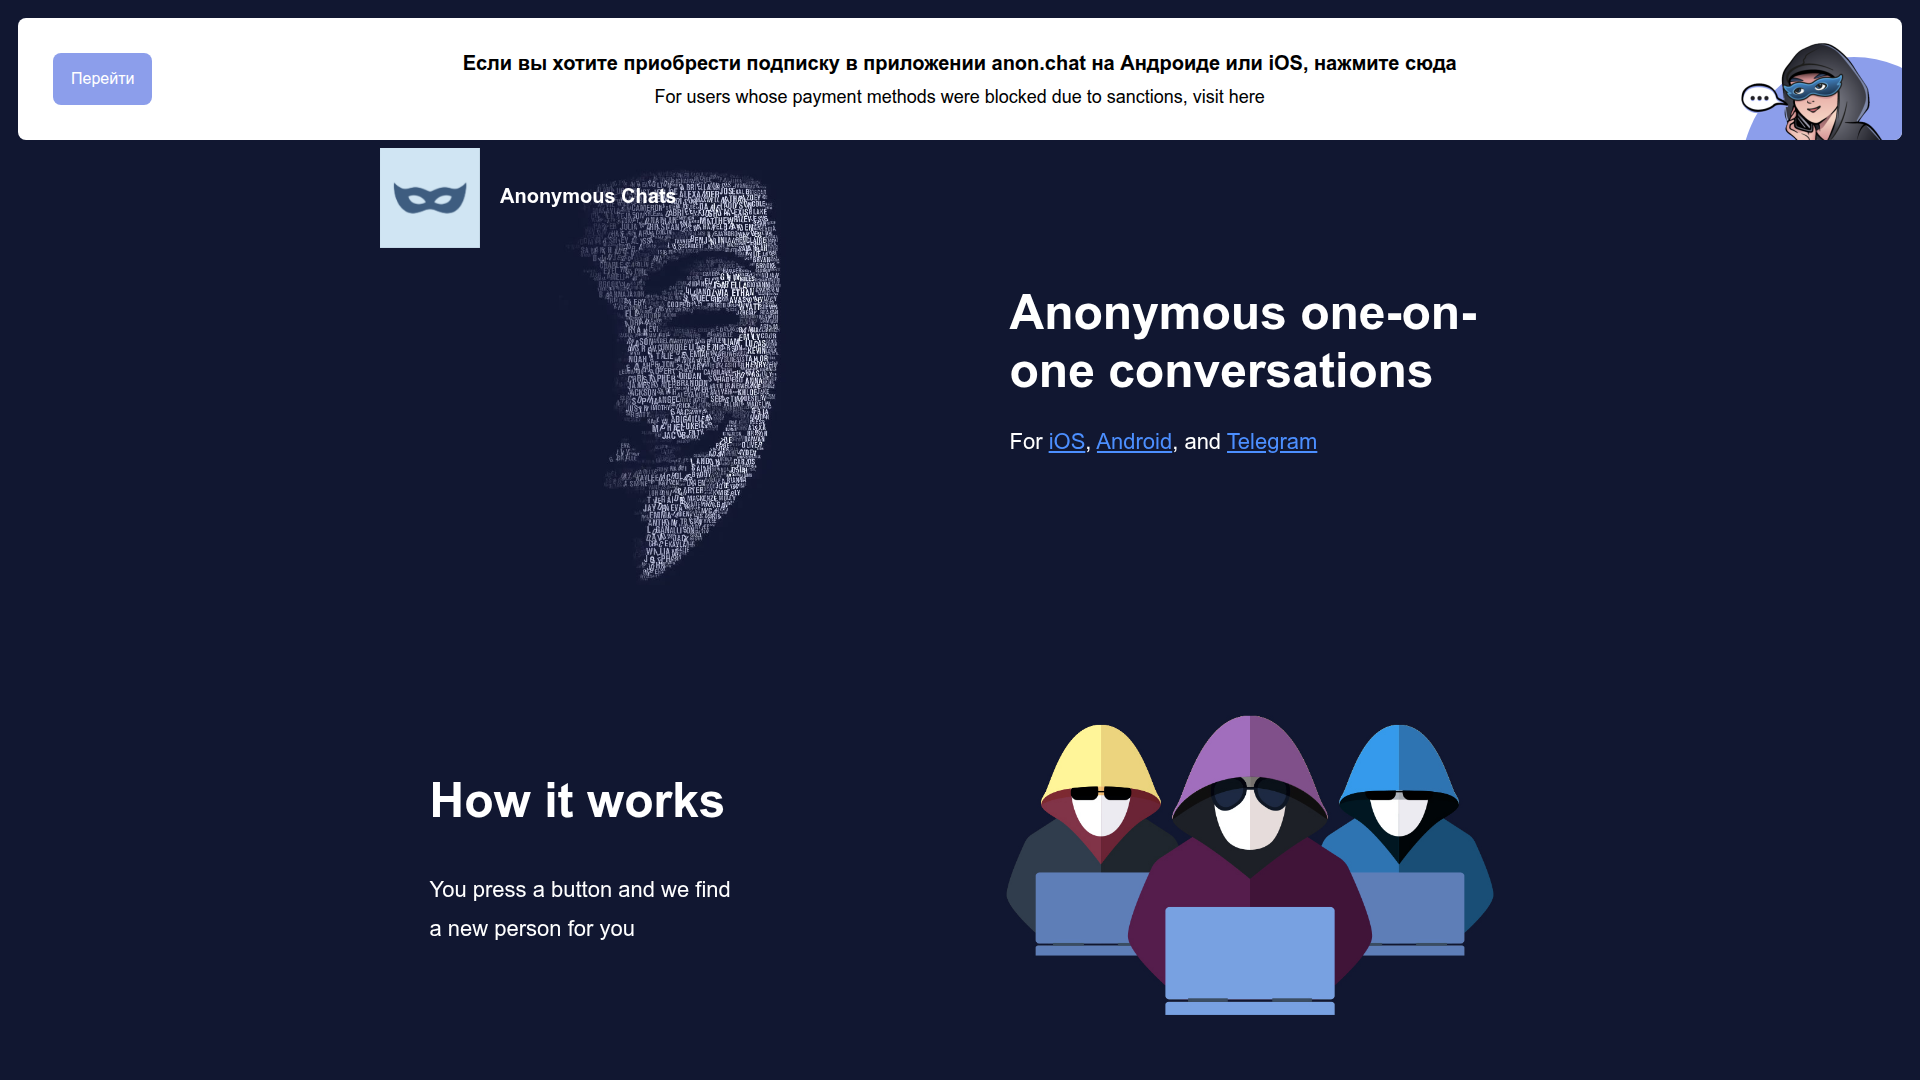 Перейти
Если вы хотите приобрести подписку в приложении anon.chat на Андроиде или iOS, нажмите сюда
For users whose payment methods were blocked due to sanctions, visit here
Anonymous Chats
Anonymous one-on-
one conversations
For iOS, Android, and Telegram
How it works
You press a button and we find
a new person for you